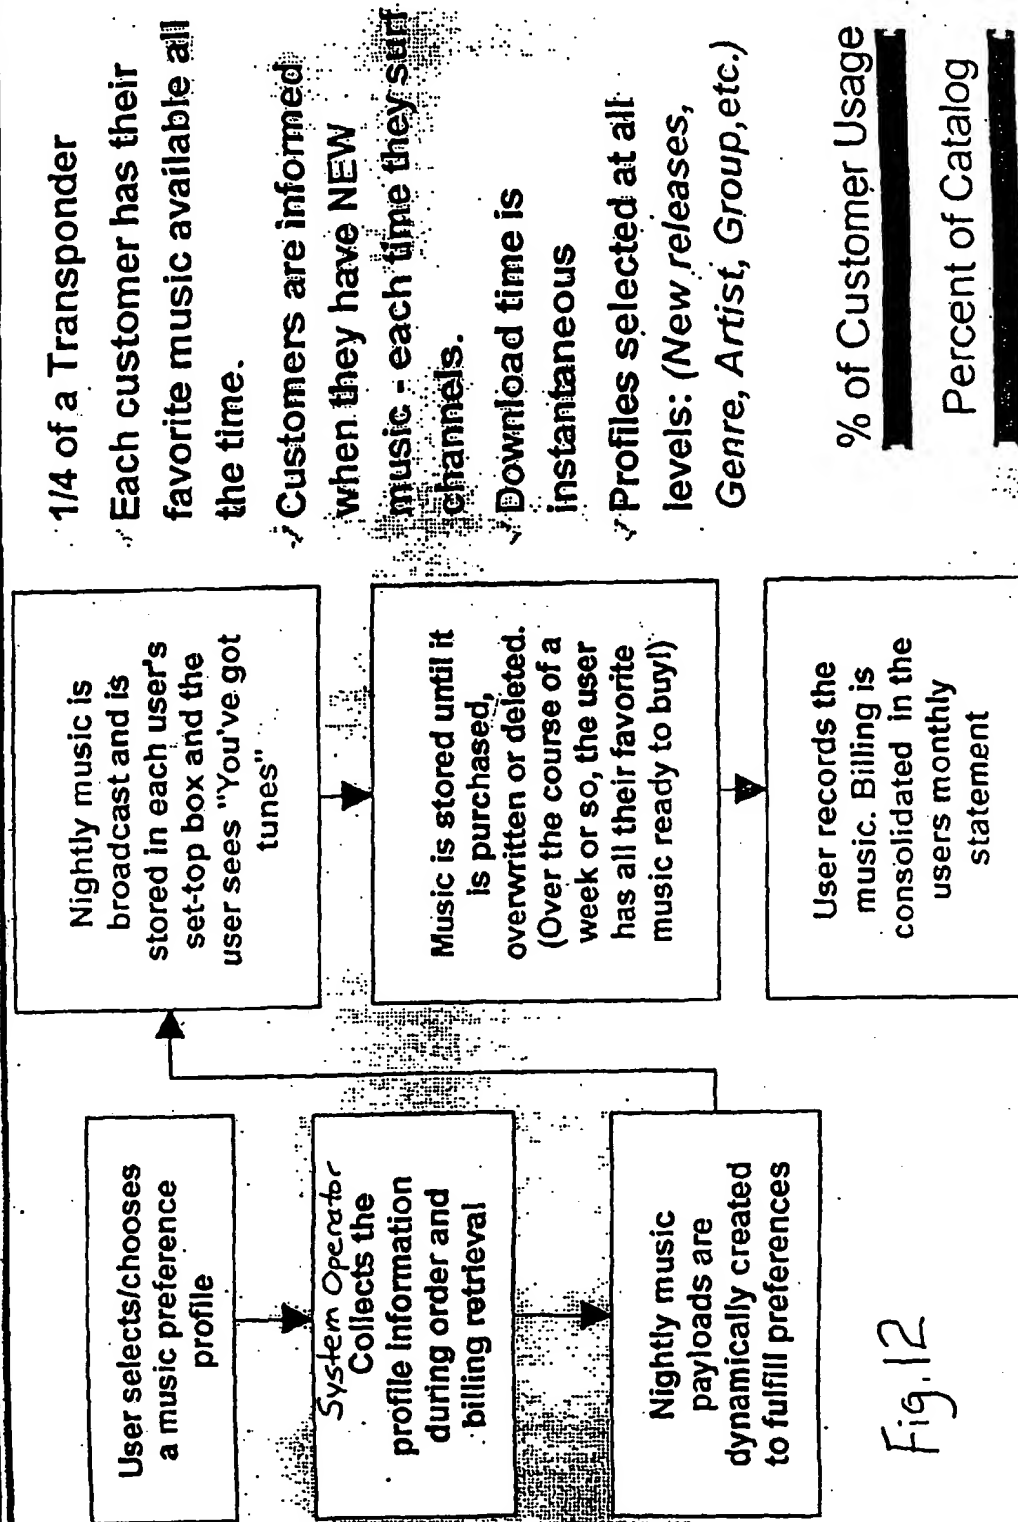 User selects/chooses
a music preference
profile
System Operator
Collects the
profile information
during order and
billing retrieval
Nightly music
payloads are
dynamically created
to fulfill preferences
Nightly music is
broadcast and is
stored in each user's
set-top box and the
user sees "You've got
tunes"
Music is stored until it
is purchased,
overwritten or deleted.
(Over the course of a
week or so, the user
has all their favorite
music ready to buy!)
User records the
music. Billing is
consolidated in the
users monthly
statement
1/4 of a Transponder
✓ Each customer has their
favorite music available all
the time.
✓ Customers are informed
when they have NEW
music - each time they surf
channels.
✓ Download time is
instantaneous
✓ Profiles selected at all
levels: (New releases,
Genre, Artist, Group,etc.)
% of Customer Usage
Percent of Catalog
Fig.12